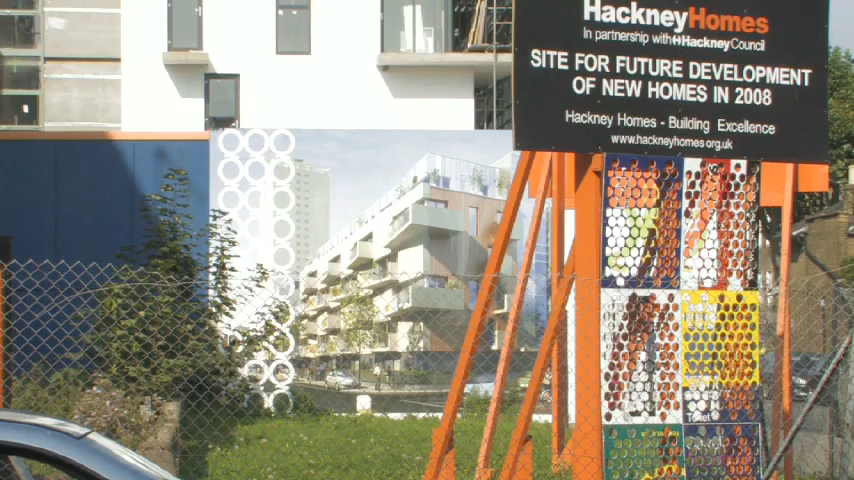 HackneyHomes
In partnership with Hackney Council
SITE FOR FUTURE DEVELOPMENT
OF NEW HOMES IN 2008
Hackney Homes - Building Excellence
www.hackneyhomes.org.uk
Toilet